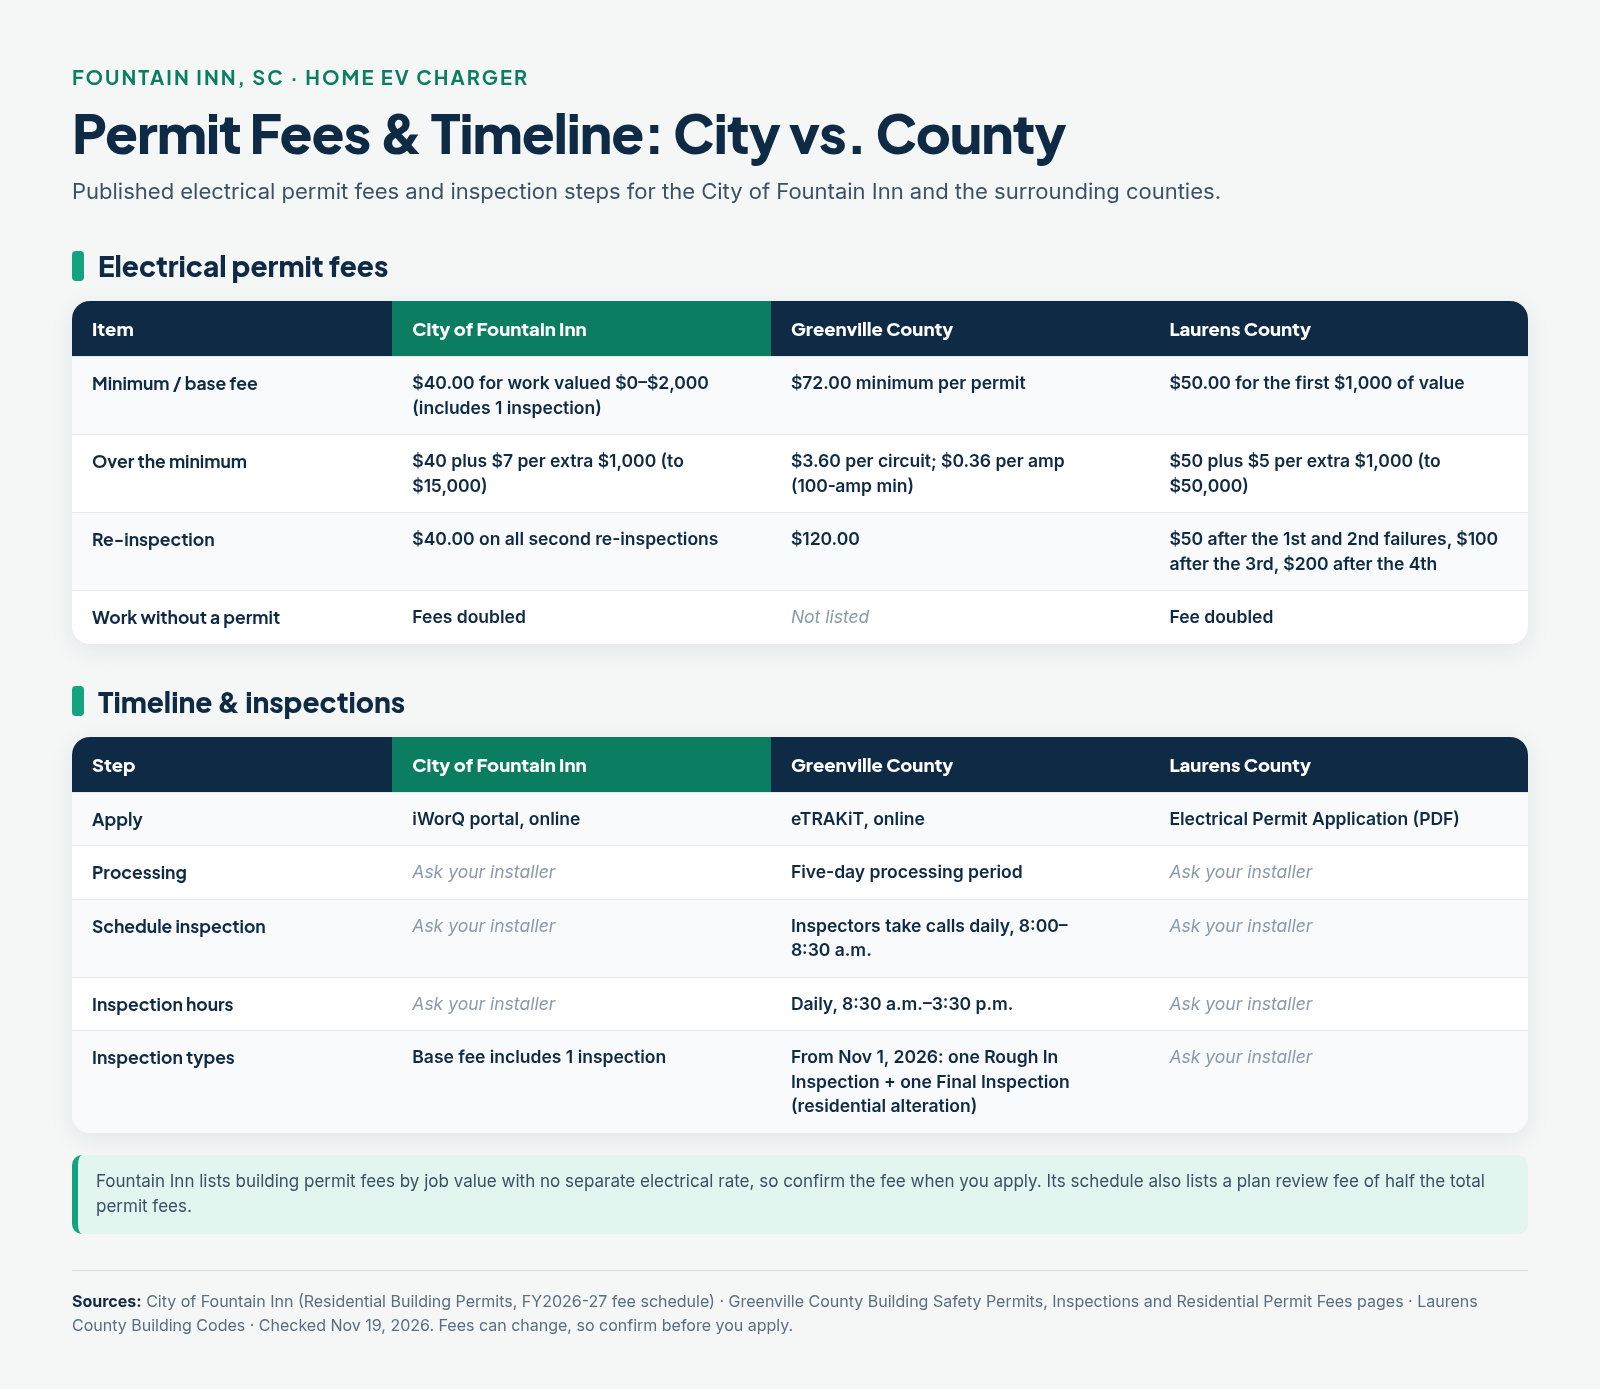 FOUNTAIN INN, SC · HOME EV CHARGER
Permit Fees & Timeline: City vs. County
Published electrical permit fees and inspection steps for the City of Fountain Inn and the surrounding counties.
Electrical permit fees
Item City of Fountain Inn Greenville County Laurens County
Minimum / base fee $40.00 for work valued $0–$2,000 $72.00 minimum per permit $50.00 for the first $1,000 of value
(includes 1 inspection)
Over the minimum $40 plus $7 per extra $1,000 (to $3.60 per circuit; $0.36 per amp $50 plus $5 per extra $1,000 (to
$15,000) (100-amp min) $50,000)
Re-inspection $40.00 on all second re-inspections $120.00 $50 after the 1st and 2nd failures, $100
after the 3rd, $200 after the 4th
Work without a permit Fees doubled Not listed Fee doubled
Timeline & inspections
Step City of Fountain Inn Greenville County Laurens County
Apply iWorQ portal, online eTRAKiT, online Electrical Permit Application (PDF)
Processing Ask your installer Five-day processing period Ask your installer
Schedule inspection Ask your installer Inspectors take calls daily, 8:00– Ask your installer
8:30 a.m.
Inspection hours Ask your installer Daily, 8:30 a.m.–3:30 p.m. Ask your installer
Inspection types Base fee includes 1 inspection From Nov 1, 2026: one Rough In Ask your installer
Inspection + one Final Inspection
(residential alteration)
Fountain Inn lists building permit fees by job value with no separate electrical rate, so confirm the fee when you apply. Its schedule also lists a plan review fee of half the total
permit fees.
Sources: City of Fountain Inn (Residential Building Permits, FY2026-27 fee schedule) · Greenville County Building Safety Permits, Inspections and Residential Permit Fees pages · Laurens
County Building Codes · Checked Nov 19, 2026. Fees can change, so confirm before you apply.